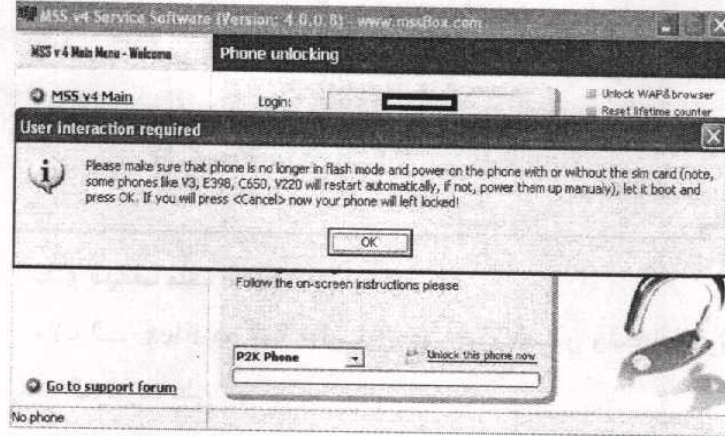 MSS v4 Service Software (Version: 4.0.0.8) - www.mssBox.com
MSS v 4 Main Menu - Welcome
Phone unlocking
MSS v4 Main
Login:
Unlock WAP&browser
Reset lifetime counter
User interaction required
Please make sure that phone is no longer in flash mode and power on the phone with or without the sim card (note,
some phones like V3, E398, C650, V220 will restart automatically, if not, power them up manualy), let it boot and
press OK. If you will press <Cancel> now your phone will left locked!
OK
Follow the on-screen instructions please
P2K Phone
Unlock this phone now
Go to support forum
No phone